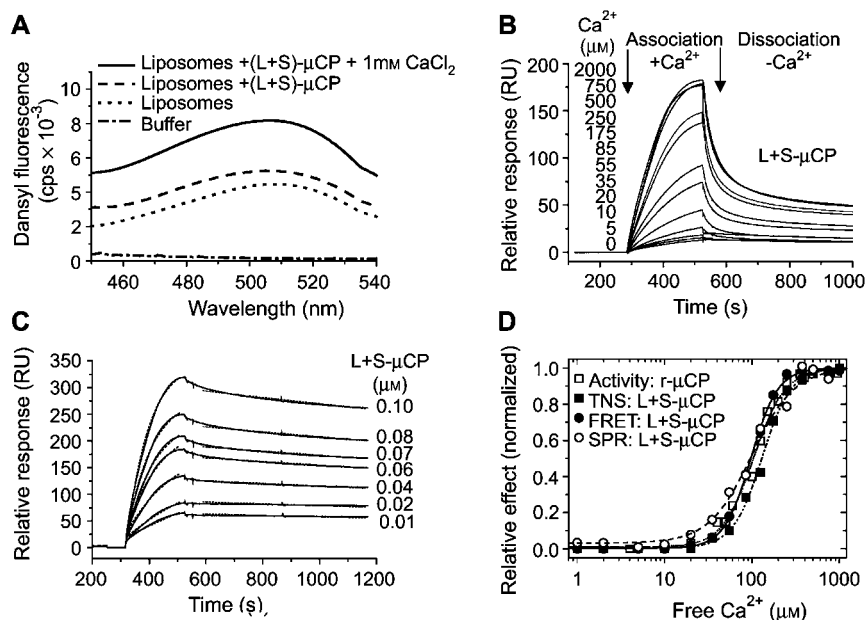 A
Liposomes +(L+S)-µCP + 1mM CaCl2
Liposomes +(L+S)-µCP
Liposomes
Buffer
Dansyl fluorescence
(cps × 10-3)
10
8
5
2
0
460
480
500
520
540
Wavelength (nm)
B
Ca2+
(µM)
Association
+Ca2+
Dissociation
-Ca2+
2000
750
500
250
175
85
55
35
20
10
5
0
L+S-µCP
Relative response (RU)
200
150
100
50
0
200
400
600
800
1000
Time (s)
C
L+S-µCP
(µM)
0.10
0.08
0.07
0.06
0.04
0.02
0.01
Relative response (RU)
350
300
250
200
150
100
50
0
200
400
600
800
1000
1200
Time (s)
D
Activity: r-µCP
TNS: L+S-µCP
FRET: L+S-µCP
SPR: L+S-µCP
Relative effect (normalized)
1.0
0.8
0.6
0.4
0.2
0.0
1
10
100
1000
Free Ca2+ (µM)